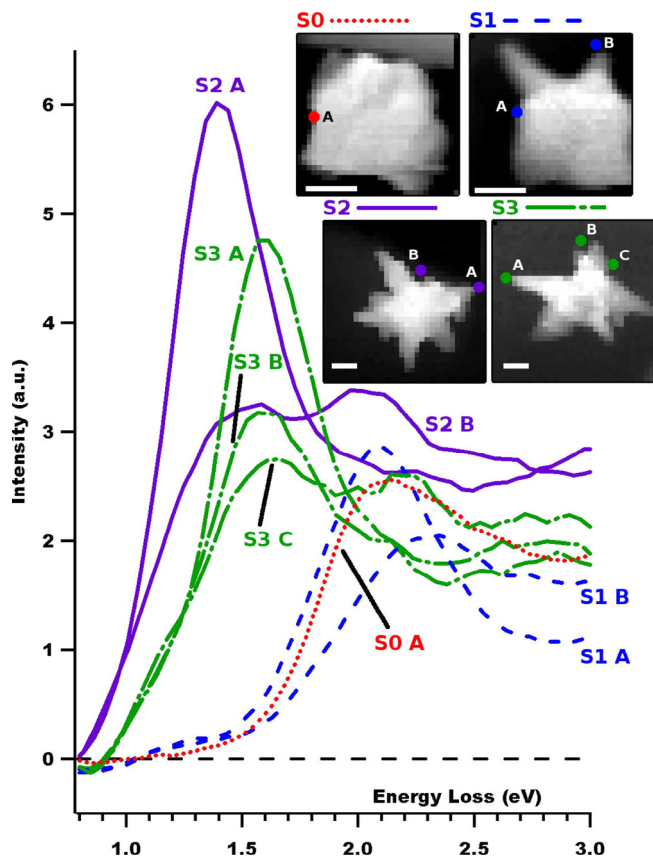 S0
S1
B
A
A
S2 A
6
5
S2
S3
B
A
B
C
A
S3 A
4
S3 B
3
S2 B
Intensity (a.u.)
S3 C
2
S1 B
S0 A
S1 A
1
0
Energy Loss (eV)
1.0
1.5
2.0
2.5
3.0